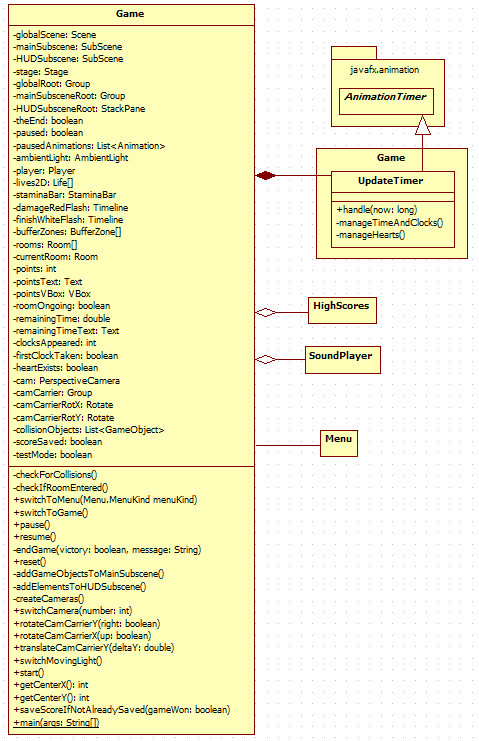 Game
-globalScene: Scene
-mainSubscene: SubScene
-HUDSubscene: SubScene
-stage: Stage
-globalRoot: Group
-mainSubsceneRoot: Group
-HUDSubsceneRoot: StackPane
-theEnd: boolean
-paused: boolean
-pausedAnimations: List<Animation>
-ambientLight: AmbientLight
-player: Player
-lives2D: Life[]
-staminaBar: StaminaBar
-damageRedFlash: Timeline
-finishWhiteFlash: Timeline
-bufferZones: BufferZone[]
-rooms: Room[]
-currentRoom: Room
-points: int
-pointsText: Text
-pointsVBox: VBox
-roomOngoing: boolean
-remainingTime: double
-remainingTimeText: Text
-clocksAppeared: int
-firstClockTaken: boolean
-heartExists: boolean
-cam: PerspectiveCamera
-camCarrier: Group
-camCarrierRotX: Rotate
-camCarrierRotY: Rotate
-collisionObjects: List<GameObject>
-scoreSaved: boolean
-testMode: boolean
-checkForCollisions()
-checkIfRoomEntered()
+switchToMenu(Menu.MenuKind menuKind)
+switchToGame()
+pause()
+resume()
-endGame(victory: boolean, message: String)
+reset()
-addGameObjectsToMainSubscene()
-addElementsToHUDSubscene()
-createCameras()
+switchCamera(number: int)
+rotateCamCarrierY(right: boolean)
+rotateCamCarrierX(up: boolean)
+translateCamCarrierY(deltaY: double)
+switchMovingLight()
+start()
+getCenterX(): int
+getCenterY(): int
+saveScoreIfNotAlreadySaved(gameWon: boolean)
+main(args: String[])
javafx.animation
AnimationTimer
Game
UpdateTimer
+handle(now: long)
-manageTimeAndClocks()
-manageHearts()
HighScores
SoundPlayer
Menu